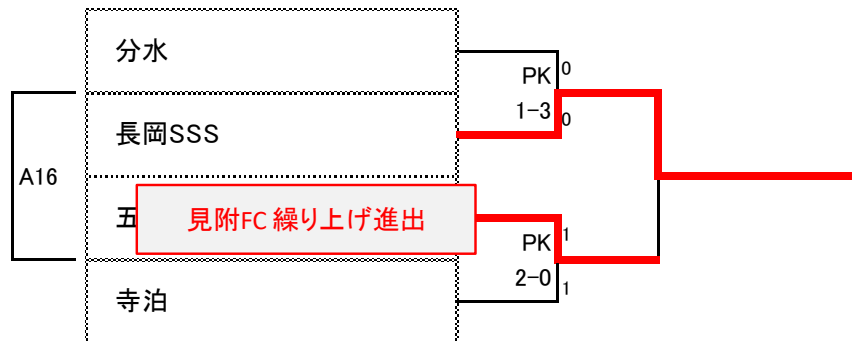 分水
PK 0
1-3 0
長岡SSS
A16
五
見附FC 繰り上げ進出
PK 1
2-0 1
寺泊